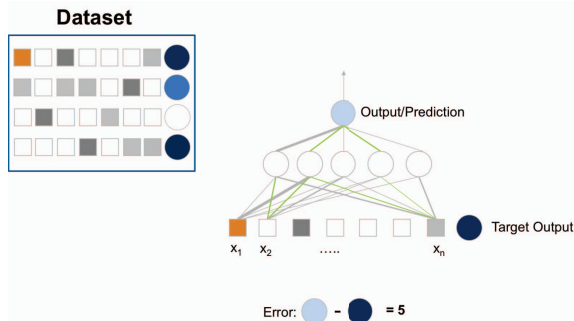 Dataset
Output/Prediction
Target Output
x1 x2 ..... xn
Error: - = 5